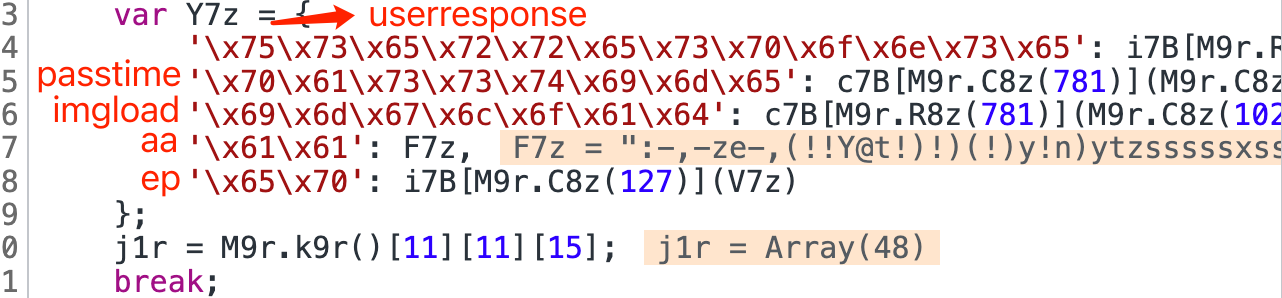 3 var Y7z = { userresponse
4 '\x75\x73\x65\x72\x72\x65\x73\x70\x6f\x6e\x73\x65': i7B[M9r.R
passtime 5 '\x70\x61\x73\x73\x74\x69\x6d\x65': c7B[M9r.C8z(781)](M9r.C8z
imgload 6 '\x69\x6d\x67\x6c\x6f\x61\x64': c7B[M9r.R8z(781)](M9r.C8z(102
aa 7 '\x61\x61': F7z, F7z = ":-,-ze-,(!!Y@t!)!)(!)y!n)ytzsssssxss
ep 8 '\x65\x70': i7B[M9r.C8z(127)](V7z)
9 };
0 j1r = M9r.k9r()[11][11][15]; j1r = Array(48)
1 break;